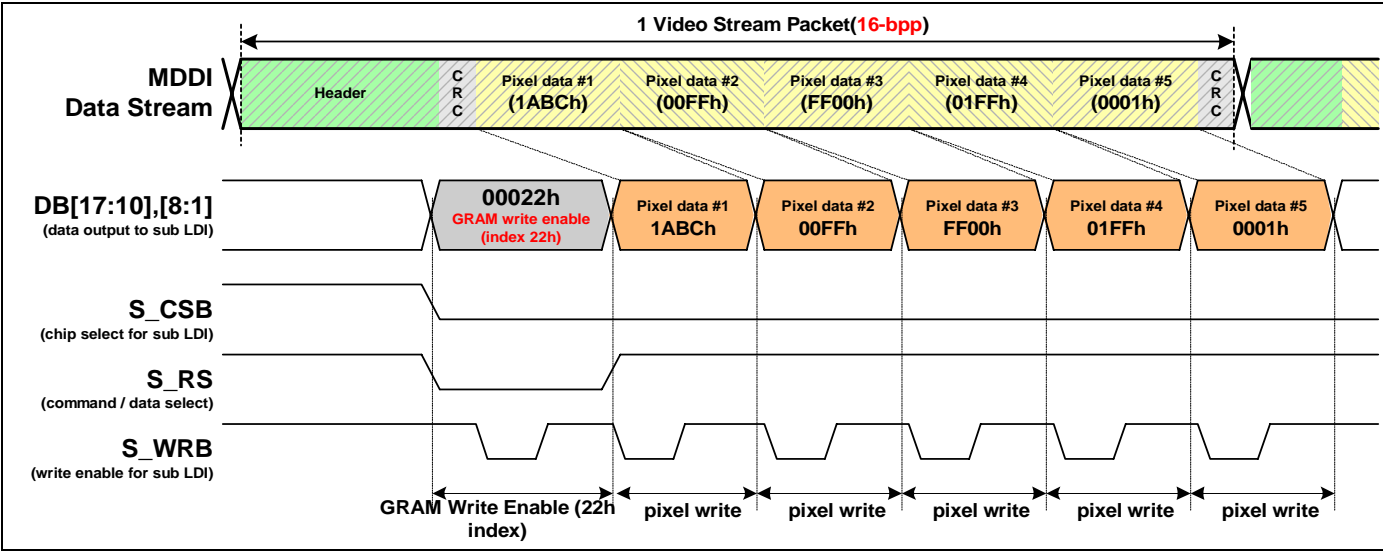 1 Video Stream Packet(16-bpp)
MDDI
Data Stream
Header
C
R
C
Pixel data #1
(1ABCh)
Pixel data #2
(00FFh)
Pixel data #3
(FF00h)
Pixel data #4
(01FFh)
Pixel data #5
(0001h)
C
R
C
DB[17:10],[8:1]
(data output to sub LDI)
00022h
GRAM write enable
(index 22h)
Pixel data #1
1ABCh
Pixel data #2
00FFh
Pixel data #3
FF00h
Pixel data #4
01FFh
Pixel data #5
0001h
S_CSB
(chip select for sub LDI)
S_RS
(command / data select)
S_WRB
(write enable for sub LDI)
GRAM Write Enable (22h
index)
pixel write
pixel write
pixel write
pixel write
pixel write